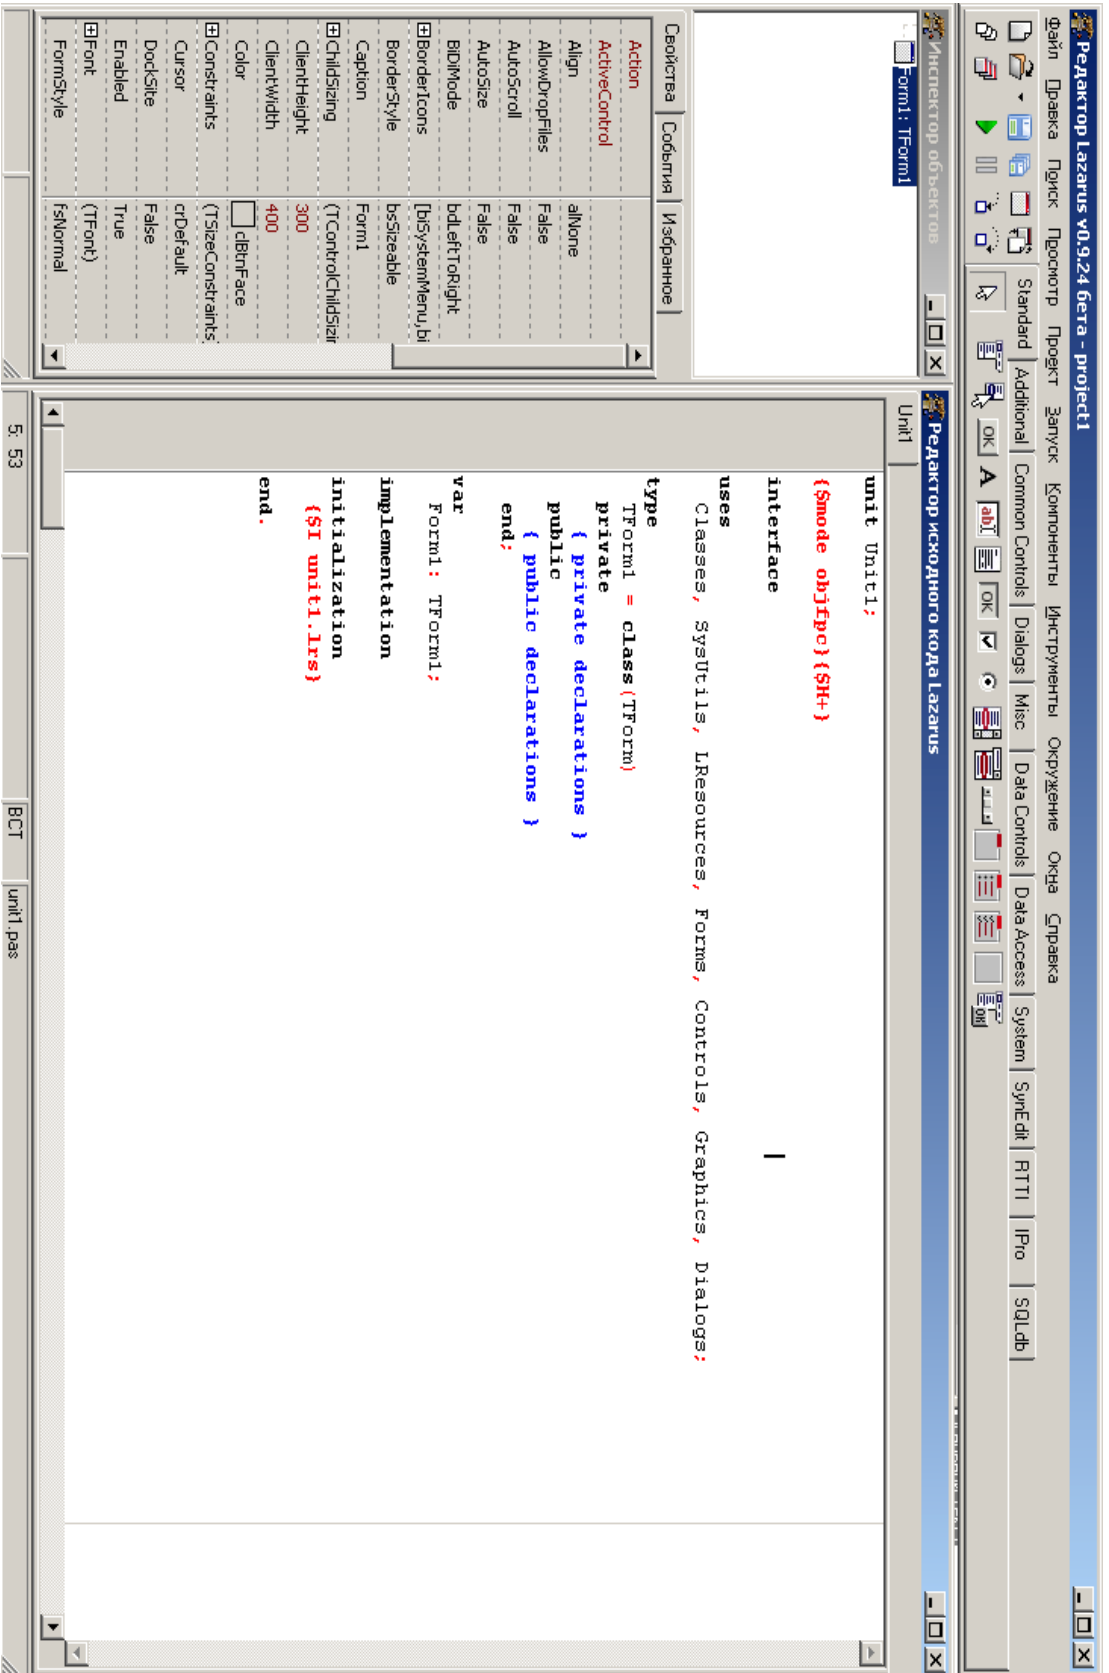 Редактор Lazarus v0.9.24 бета - project1
Файл Правка Поиск Просмотр Проект Запуск Компоненты Инструменты Окружение Окна Справка
Standard Additional Common Controls Dialogs Misc Data Controls Data Access System SynEdit RTTI IPro SQLdb
OK A abI OK
OK
Инспектор объектов
Form1: TForm1
Свойства События Избранное
Action
ActiveControl
Align alNone
AllowDropFiles False
AutoScroll False
AutoSize False
BiDiMode bdLeftToRight
BorderIcons [biSystemMenu,bi
BorderStyle bsSizeable
Caption Form1
ChildSizing (TControlChildSizir
ClientHeight 300
ClientWidth 400
Color clBtnFace
Constraints (TSizeConstraints
Cursor crDefault
DockSite False
Enabled True
Font (TFont)
FormStyle fsNormal
Редактор исходного кода Lazarus
Unit1
unit Unit1;
{$mode objfpc}{$H+}
interface
uses
Classes, SysUtils, LResources, Forms, Controls, Graphics, Dialogs;
type
TForm1 = class(TForm)
private
{ private declarations }
public
{ public declarations }
end;
var
Form1: TForm1;
implementation
initialization
{$I unit1.lrs}
end.
5: 53 ВСТ unit1.pas